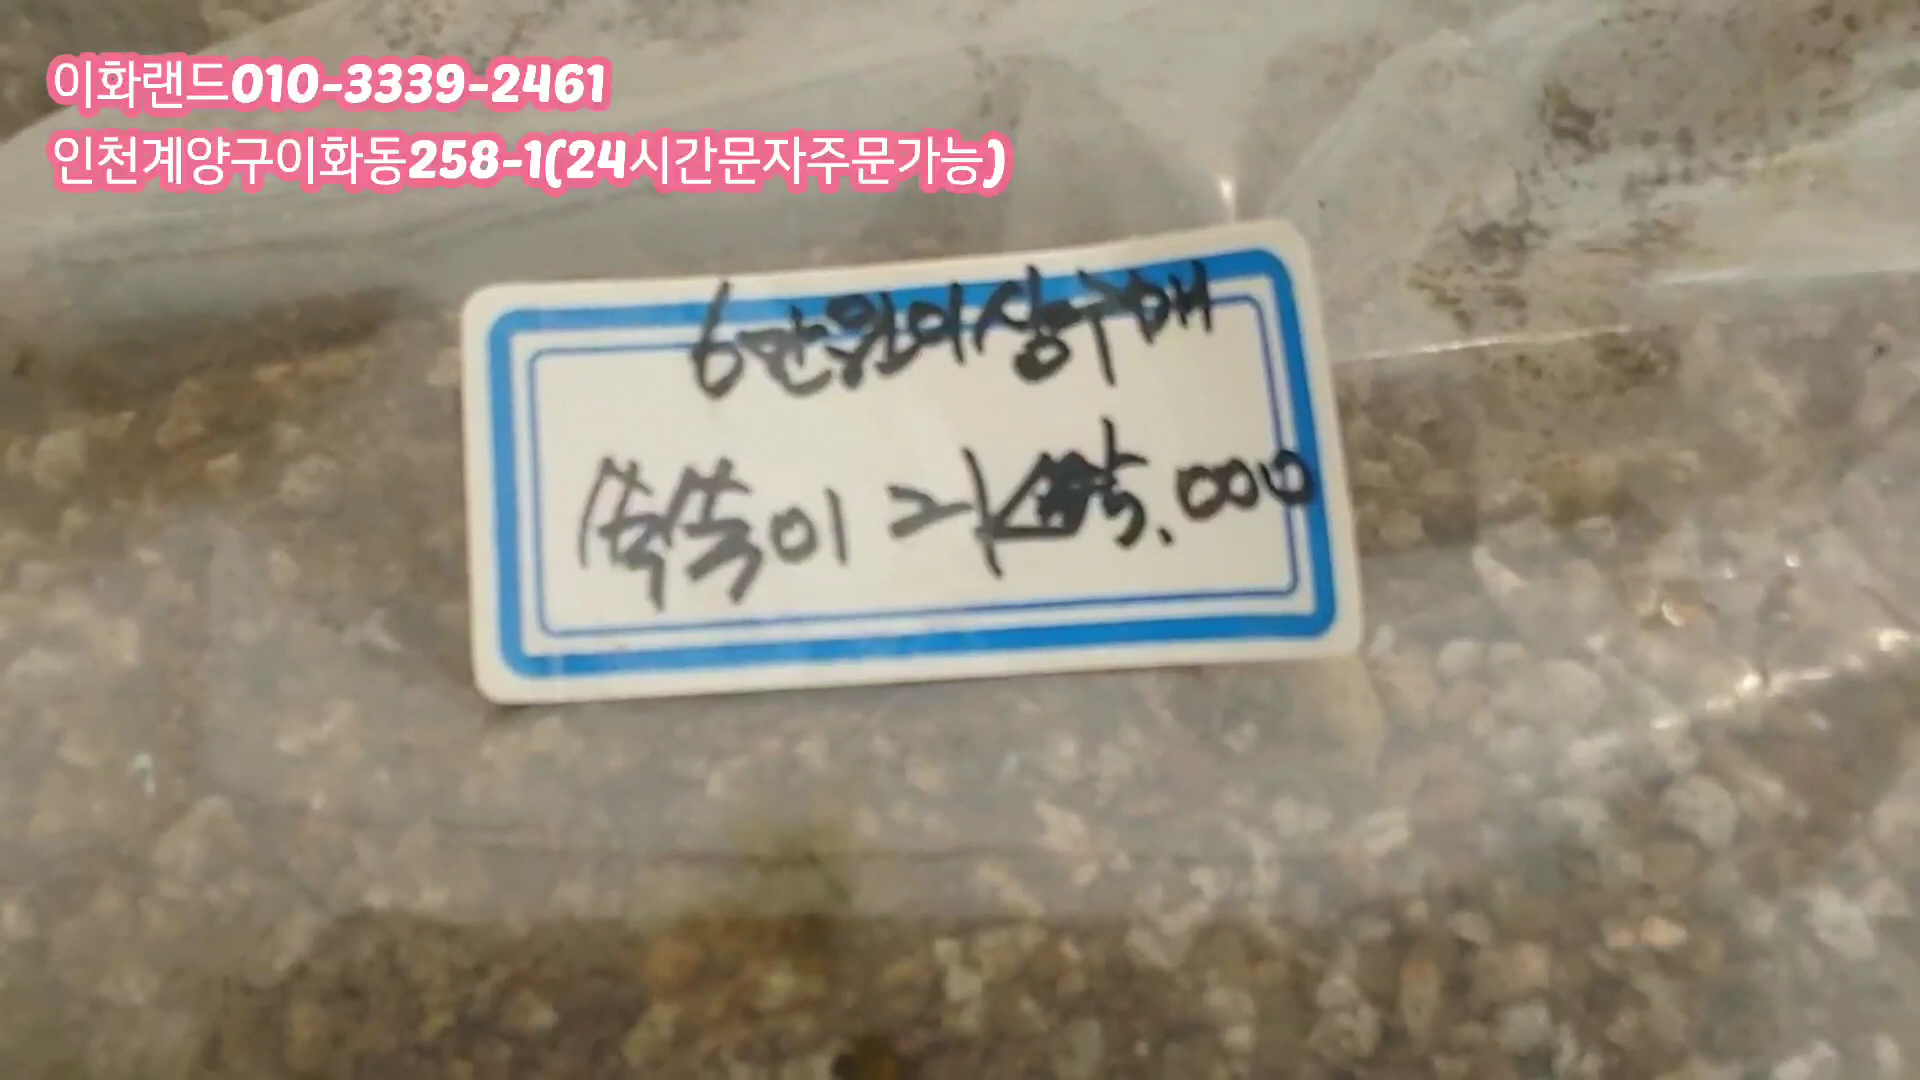 이화랜드010-3339-2461
인천계양구이화동258-1(24시간문자주문가능)
6만원이상구매
쑥쑥이 5.000